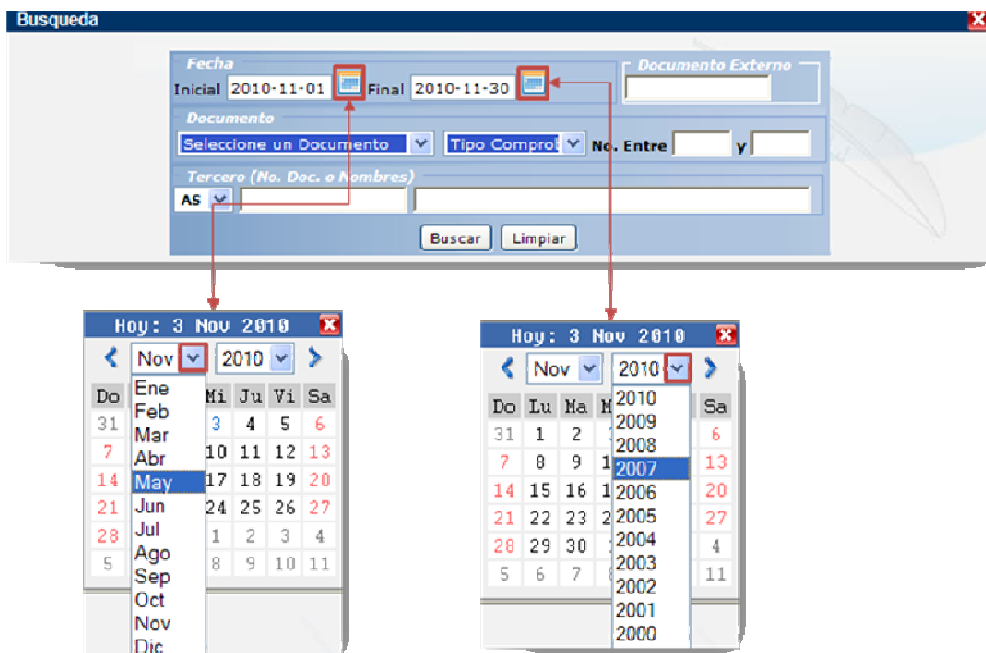 Busqueda
Fecha
Documento Externo
Inicial 2010-11-01 Final 2010-11-30
Documento
Seleccione un Documento Tipo Comprol No. Entre y
Tercero (No. Doc. o Nombres)
AS
Buscar Limpiar
Hoy: 3 Nov 2010
Nov 2010
Do Mi Ju Vi Sa
31 3 4 5 6
7 10 11 12 13
14 17 18 19 20
21 24 25 26 27
28 1 2 3 4
5 8 9 10 11
Ene
Feb
Mar
Abr
May
Jun
Jul
Ago
Sep
Oct
Nov
Dic
Hoy: 3 Nov 2010
Nov 2010
Do Lu Ma Sa
31 1 2 6
7 8 9 13
14 15 16 20
21 22 23 27
28 29 30 4
5 6 7 11
2010
2009
2008
2007
2006
2005
2004
2003
2002
2001
2000